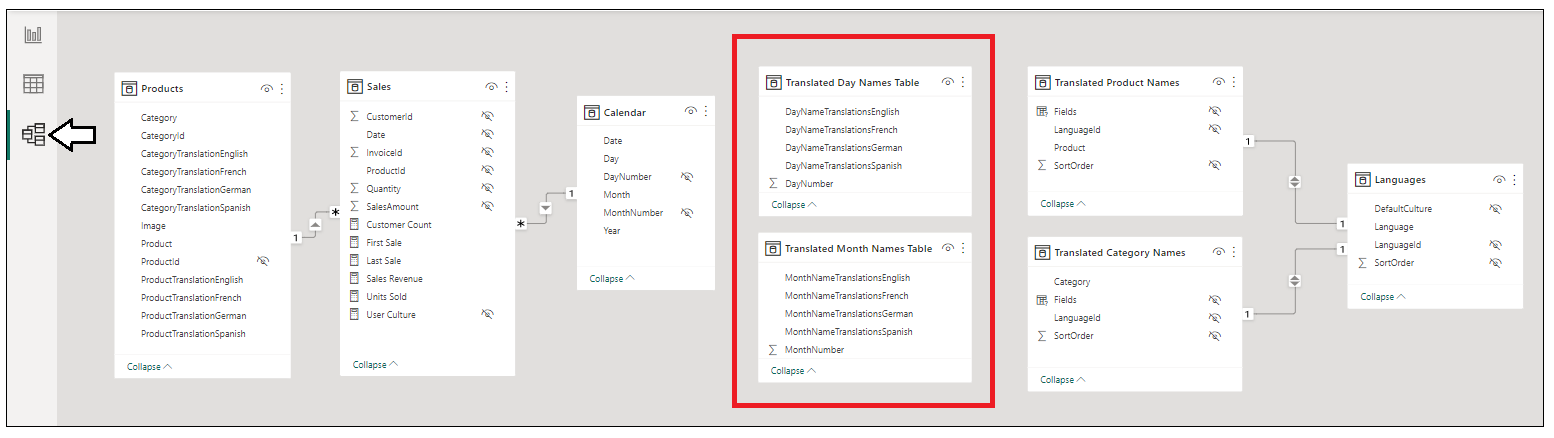 Products
Category
CategoryId
CategoryTranslationEnglish
CategoryTranslationFrench
CategoryTranslationGerman
CategoryTranslationSpanish
Image
Product
ProductId
ProductTranslationEnglish
ProductTranslationFrench
ProductTranslationGerman
ProductTranslationSpanish
Collapse
1
*
Sales
CustomerId
Date
InvoiceId
ProductId
Quantity
SalesAmount
Customer Count
First Sale
Last Sale
Sales Revenue
Units Sold
User Culture
Collapse
*
1
Calendar
Date
Day
DayNumber
Month
MonthNumber
Year
Collapse
Translated Day Names Table
DayNameTranslationsEnglish
DayNameTranslationsFrench
DayNameTranslationsGerman
DayNameTranslationsSpanish
DayNumber
Collapse
Translated Month Names Table
MonthNameTranslationsEnglish
MonthNameTranslationsFrench
MonthNameTranslationsGerman
MonthNameTranslationsSpanish
MonthNumber
Collapse
Translated Product Names
Fields
LanguageId
Product
SortOrder
Collapse
1
1
Translated Category Names
Category
Fields
LanguageId
SortOrder
Collapse
1
1
Languages
DefaultCulture
Language
LanguageId
SortOrder
Collapse